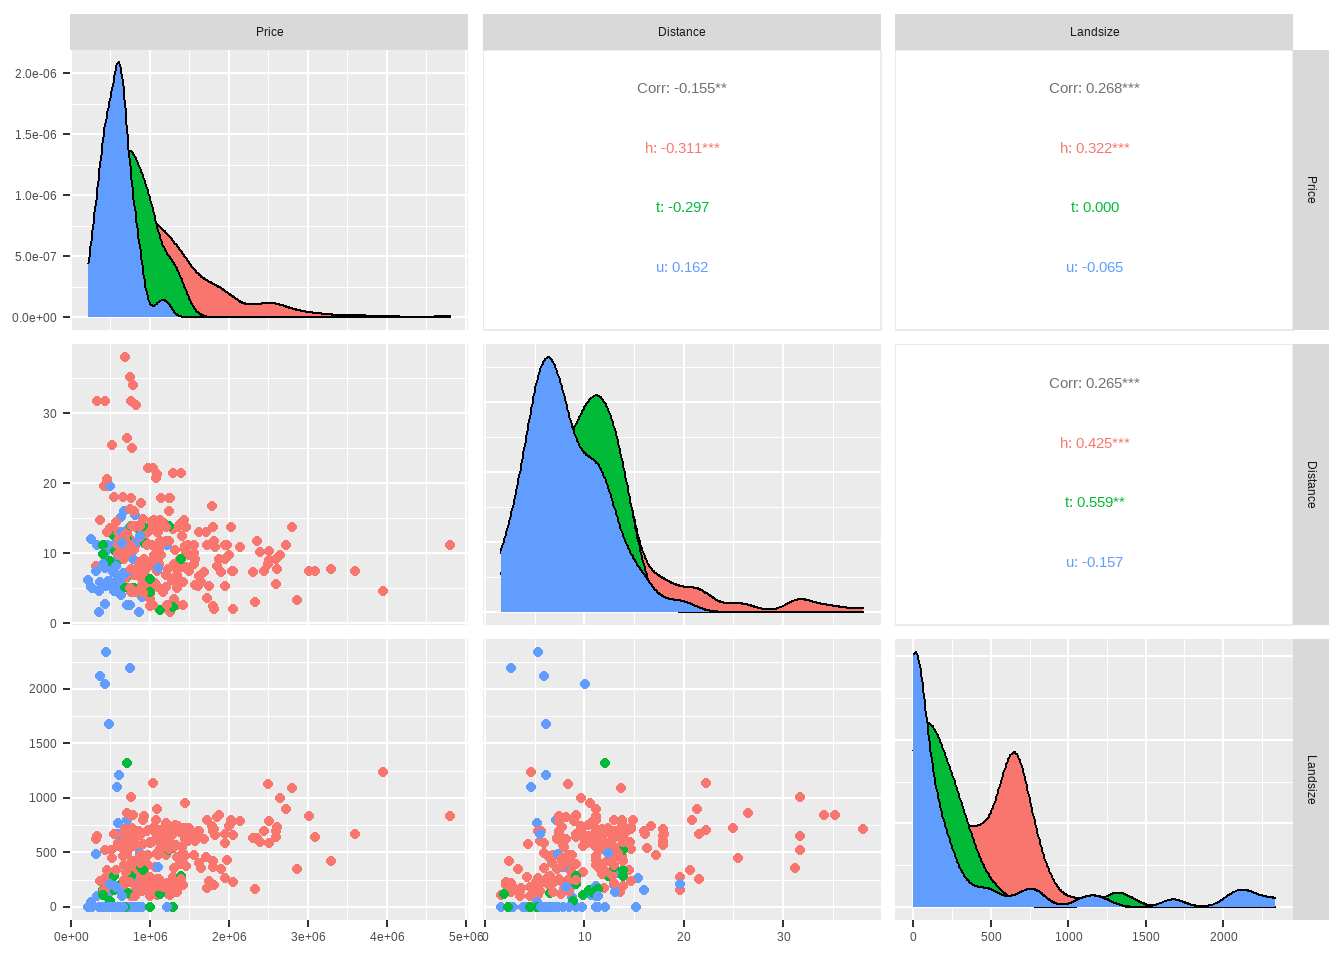 Price
Distance
Landsize
2.0e-06
1.5e-06
1.0e-06
5.0e-07
0.0e+00
Corr: -0.155**
h: -0.311***
t: -0.297
u: 0.162
Corr: 0.268***
h: 0.322***
t: 0.000
u: -0.065
Price
30
20
10
0
Corr: 0.265***
h: 0.425***
t: 0.559**
u: -0.157
Distance
2000
1500
1000
500
0
Landsize
0e+00
1e+06
2e+06
3e+06
4e+06
5e+06
0
10
20
30
0
500
1000
1500
2000